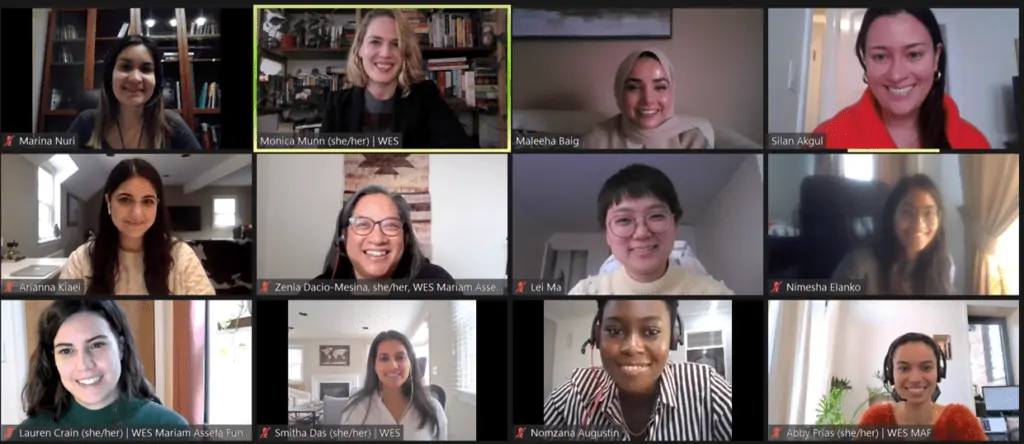 Marina Nuri
Monica Munn (she/her) | WES
Maleeha Baig
Silan Akgul
Arianna Kiaei
Zenia Dacio-Mesina, she/her, WES Mariam Asse...
Lei Ma
Nimesha Elanko
Lauren Crain (she/her) | WES Mariam Assefa Fun...
Smitha Das (she/her) | WES
Nomzana Augustin
Abby Frias (she/her) | WES MAF